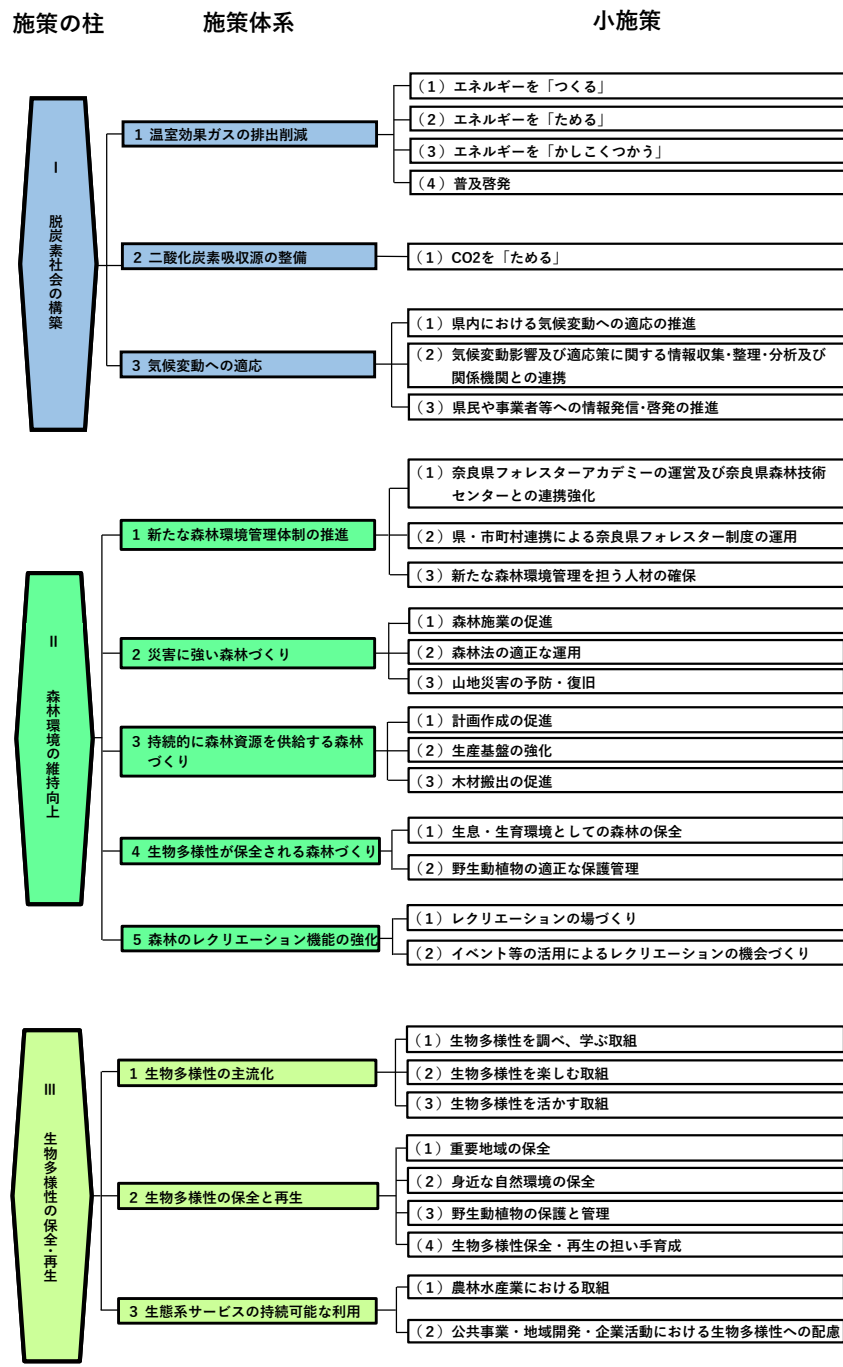 施策の柱 施策体系 小施策
Ⅰ 脱炭素社会の構築
1 温室効果ガスの排出削減
（1）エネルギーを「つくる」
（2）エネルギーを「ためる」
（3）エネルギーを「かしこくつかう」
（4）普及啓発
2 二酸化炭素吸収源の整備
（1）CO2を「ためる」
3 気候変動への適応
（1）県内における気候変動への適応の推進
（2）気候変動影響及び適応策に関する情報収集・整理・分析及び
関係機関との連携
（3）県民や事業者等への情報発信・啓発の推進
Ⅱ 森林環境の維持向上
1 新たな森林環境管理体制の推進
（1）奈良県フォレスターアカデミーの運営及び奈良県森林技術
センターとの連携強化
（2）県・市町村連携による奈良県フォレスター制度の運用
（3）新たな森林環境管理を担う人材の確保
2 災害に強い森林づくり
（1）森林施業の促進
（2）森林法の適正な運用
（3）山地災害の予防・復旧
3 持続的に森林資源を供給する森林
づくり
（1）計画作成の促進
（2）生産基盤の強化
（3）木材搬出の促進
4 生物多様性が保全される森林づくり
（1）生息・生育環境としての森林の保全
（2）野生動植物の適正な保護管理
5 森林のレクリエーション機能の強化
（1）レクリエーションの場づくり
（2）イベント等の活用によるレクリエーションの機会づくり
Ⅲ 生物多様性の保全・再生
1 生物多様性の主流化
（1）生物多様性を調べ、学ぶ取組
（2）生物多様性を楽しむ取組
（3）生物多様性を活かす取組
2 生物多様性の保全と再生
（1）重要地域の保全
（2）身近な自然環境の保全
（3）野生動植物の保護と管理
（4）生物多様性保全・再生の担い手育成
3 生態系サービスの持続可能な利用
（1）農林水産業における取組
（2）公共事業・地域開発・企業活動における生物多様性への配慮